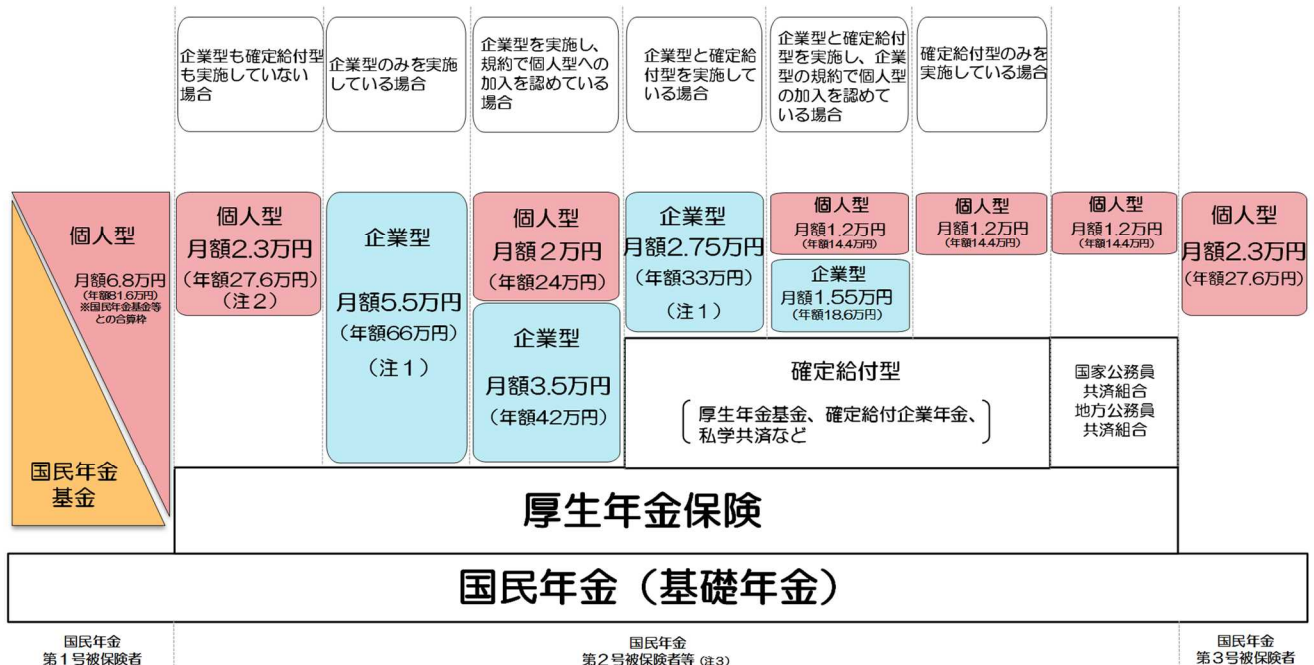 企業型も確定給付型
も実施していない
場合
企業型のみを実施
している場合
企業型を実施し、
規約で個人型への
加入を認めている
場合
企業型と確定給
付型を実施して
いる場合
企業型と確定給付
型を実施し、企業
型の規約で個人型
の加入を認めて
いる場合
確定給付型のみを
実施している場合
個人型
月額6.8万円
(年額81.6万円)
※国民年金基金等
との合算枠
国民年金
基金
個人型
月額2.3万円
(年額27.6万円)
(注2)
企業型
月額5.5万円
(年額66万円)
(注1)
個人型
月額2万円
(年額24万円)
企業型
月額3.5万円
(年額42万円)
企業型
月額2.75万円
(年額33万円)
(注1)
個人型
月額1.2万円
(年額14.4万円)
企業型
月額1.55万円
(年額18.6万円)
個人型
月額1.2万円
(年額14.4万円)
個人型
月額1.2万円
(年額14.4万円)
個人型
月額2.3万円
(年額27.6万円)
確定給付型
厚生年金基金、確定給付企業年金、
私学共済など
国家公務員
共済組合
地方公務員
共済組合
厚生年金保険
国民年金(基礎年金)
国民年金
第1号被保険者
国民年金
第2号被保険者等(注3)
国民年金
第3号被保険者